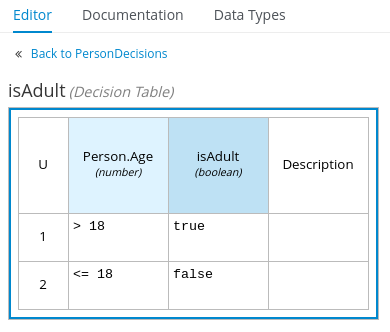 Editor Documentation Data Types
« Back to PersonDecisions
isAdult (Decision Table)
U Person.Age (number) isAdult (boolean) Description
1 > 18 true
2 <= 18 false